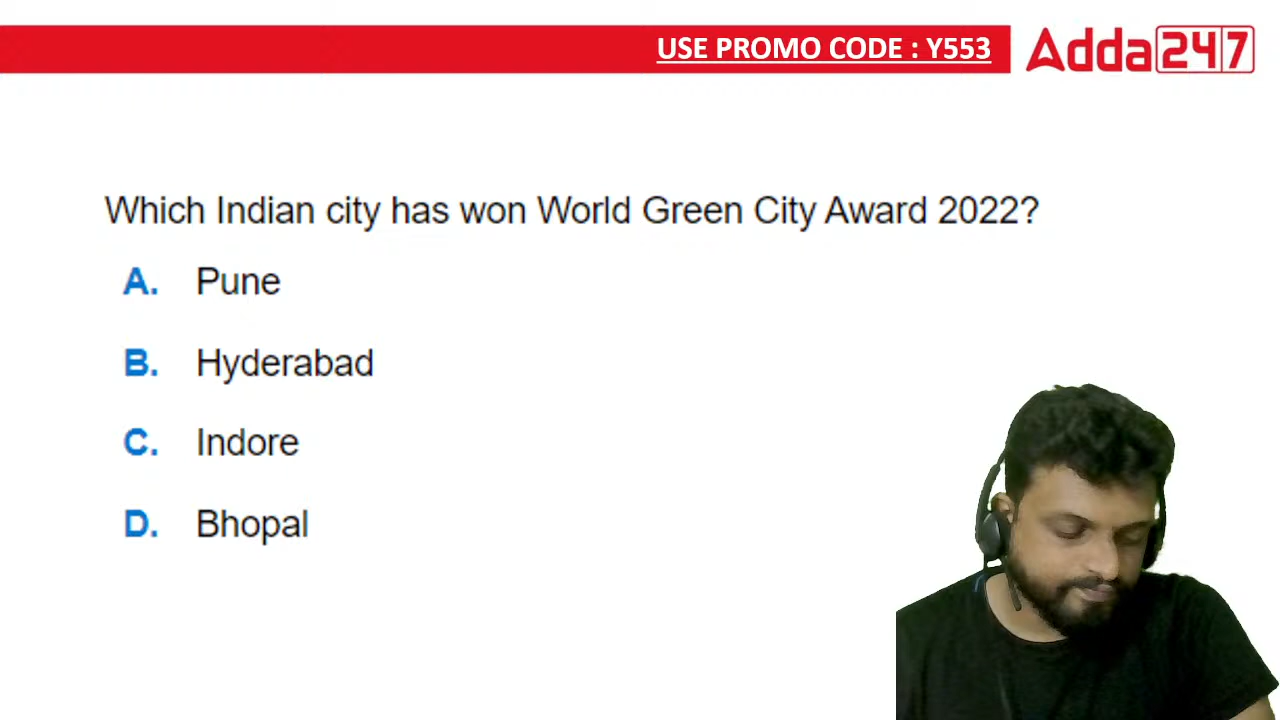 USE PROMO CODE : Y553
Adda247
Which Indian city has won World Green City Award 2022?
A. Pune
B. Hyderabad
C. Indore
D. Bhopal